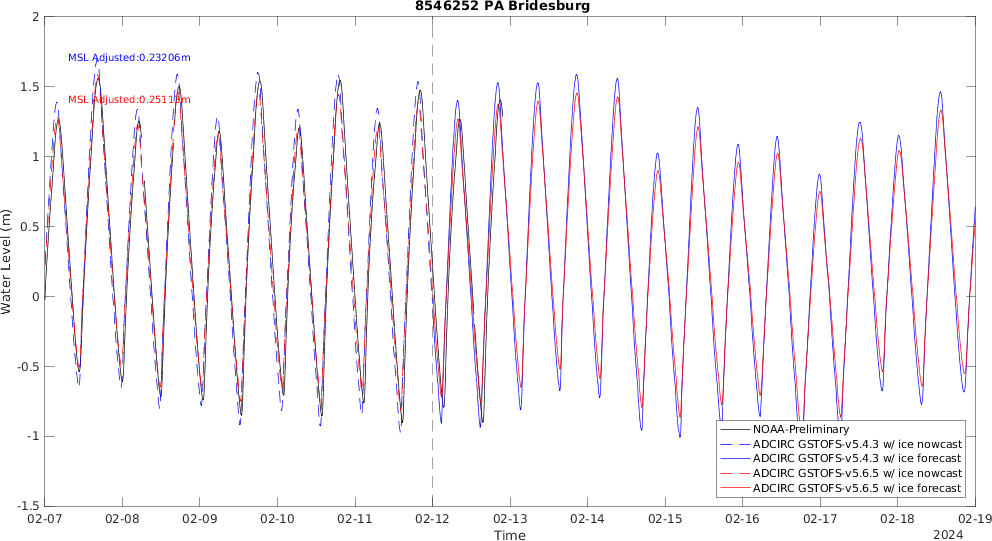 8546252 PA Bridesburg
2
1.5
1
0.5
0
-0.5
-1
-1.5
Water Level (m)
MSL Adjusted:0.23206m
MSL Adjusted:0.25119m
NOAA-Preliminary
ADCIRC GSTOFS-v5.4.3 w/ ice nowcast
ADCIRC GSTOFS-v5.4.3 w/ ice forecast
ADCIRC GSTOFS-v5.6.5 w/ ice nowcast
ADCIRC GSTOFS-v5.6.5 w/ ice forecast
02-07 02-08 02-09 02-10 02-11 02-12 02-13 02-14 02-15 02-16 02-17 02-18 02-19
Time
2024